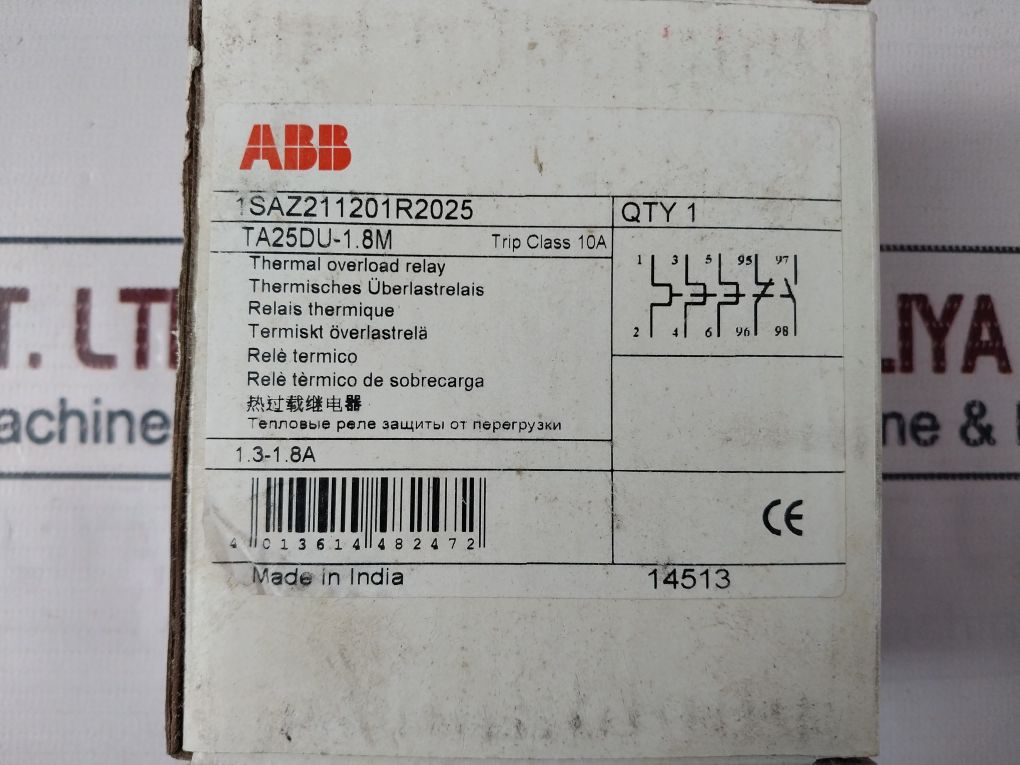 ABB
1SAZ211201R2025
QTY 1
TA25DU-1.8M Trip Class 10A
Thermal overload relay
Thermisches Überlastrelais
Relais thermique
Termiskt överlastrelä
Relè termico
Relè tèrmico de sobrecarga
热过载继电器
Тепловые реле защиты от перегрузки
1 3 5 95 97
2 4 6 96 98
1.3-1.8A
4 013614 482472
CE
Made in India
14513
T. LT
LIYA
achine
ne &